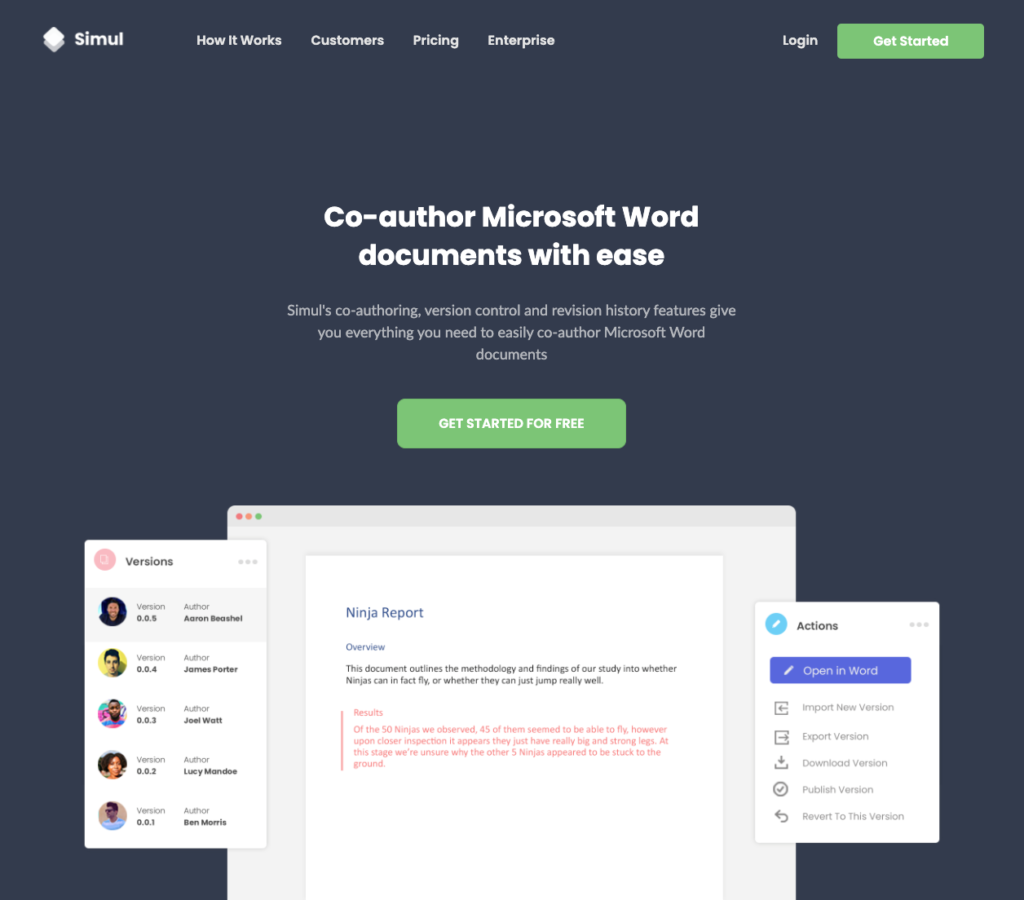 Simul
How It Works
Customers
Pricing
Enterprise
Login
Get Started
Co-author Microsoft Word
documents with ease
Simul's co-authoring, version control and revision history features give
you everything you need to easily co-author Microsoft Word
documents
GET STARTED FOR FREE
Versions
Version Author
0.0.5 Aaron Beashel
Version Author
0.0.4 James Porter
Version Author
0.0.3 Joel Watt
Version Author
0.0.2 Lucy Mandoe
Version Author
0.0.1 Ben Morris
Ninja Report
Overview
This document outlines the methodology and findings of our study into whether
Ninjas can in fact fly, or whether they can just jump really well.
Results
Of the 50 Ninjas we observed, 45 of them seemed to be able to fly, however
upon closer inspection it appears they just have really big and strong legs. At
this stage we're unsure why the other 5 Ninjas appeared to be stuck to the
ground.
Actions
Open in Word
Import New Version
Export Version
Download Version
Publish Version
Revert To This Version